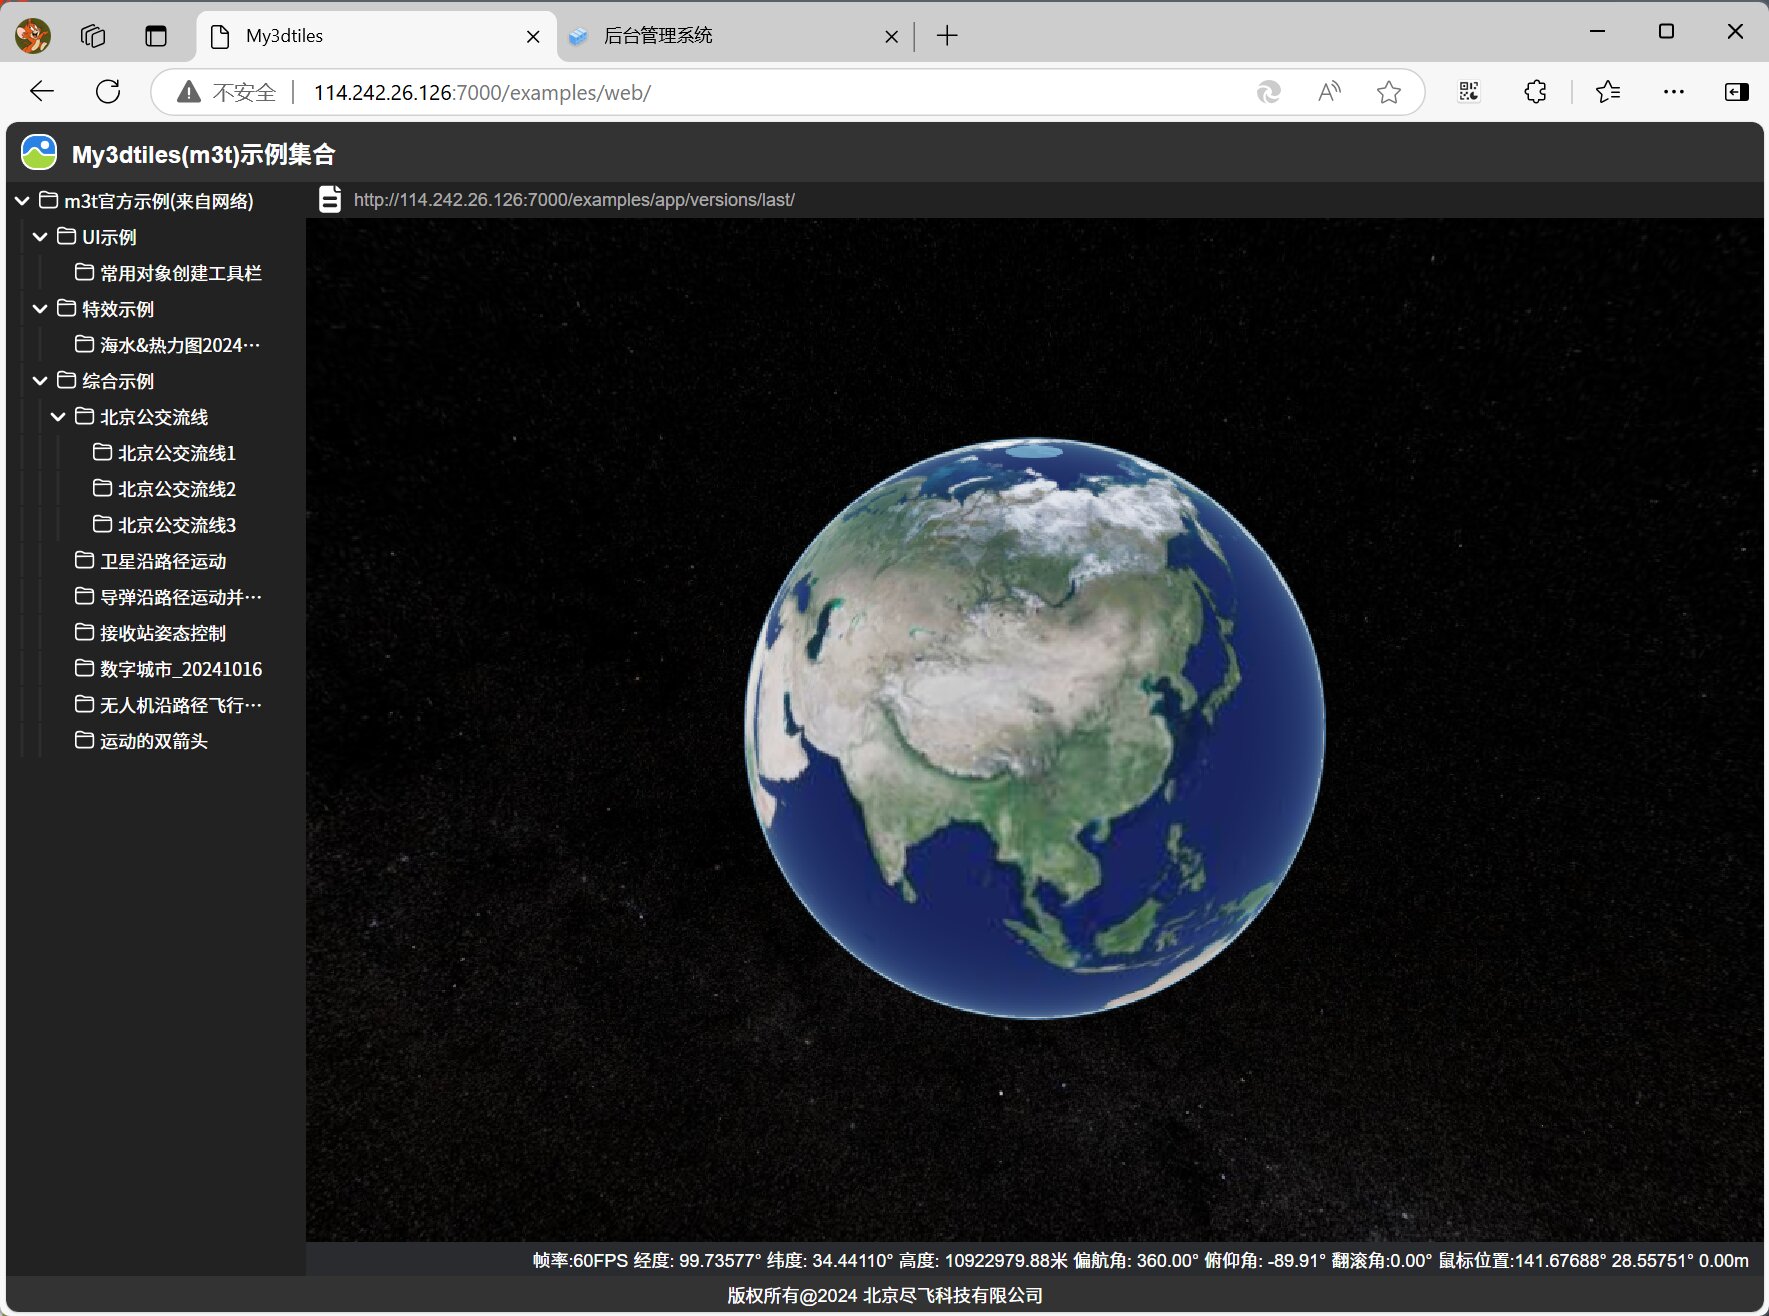 My3dtiles
后台管理系统
不安全
114.242.26.126:7000/examples/web/
My3dtiles(m3t)示例集合
m3t官方示例(来自网络)
http://114.242.26.126:7000/examples/app/versions/last/
UI示例
常用对象创建工具栏
特效示例
海水&热力图2024…
综合示例
北京公交流线
北京公交流线1
北京公交流线2
北京公交流线3
卫星沿路径运动
导弹沿路径运动并…
接收站姿态控制
数字城市_20241016
无人机沿路径飞行…
运动的双箭头
帧率:60FPS 经度: 99.73577° 纬度: 34.44110° 高度: 10922979.88米 偏航角: 360.00° 俯仰角: -89.91° 翻滚角:0.00° 鼠标位置:141.67688° 28.55751° 0.00m
版权所有@2024 北京尽飞科技有限公司